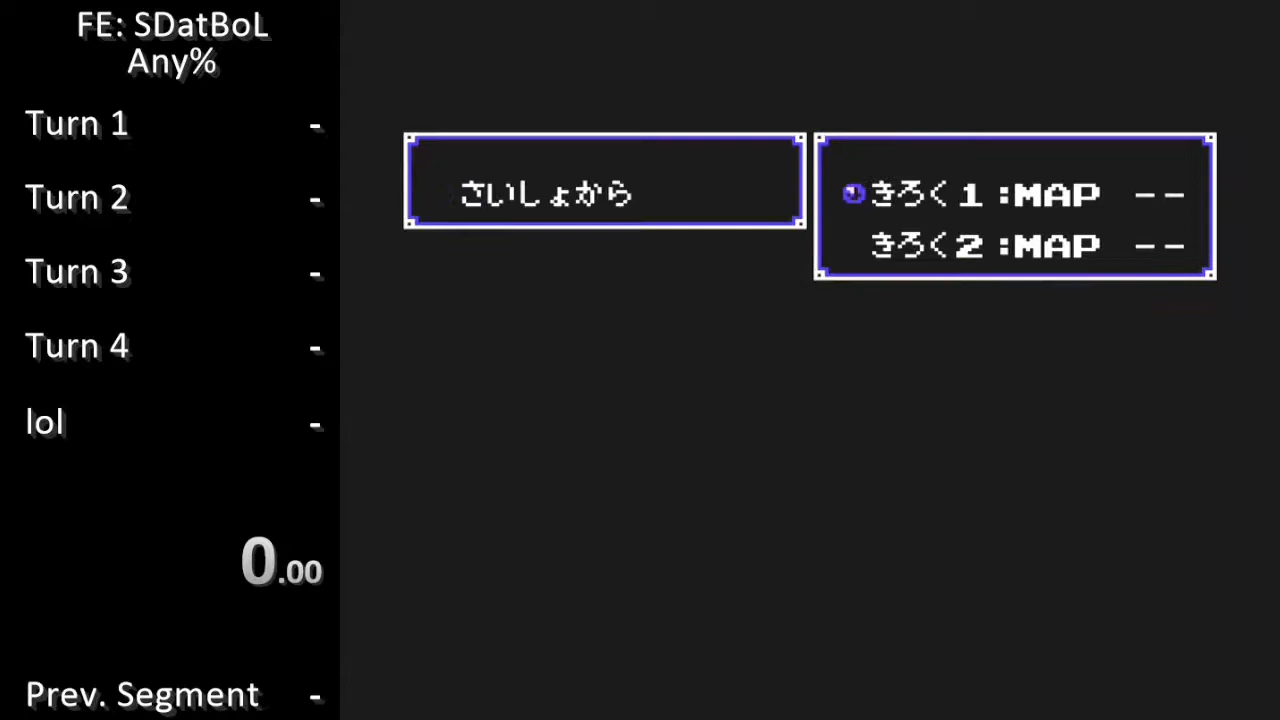 FE: SDatBoL
Any%
Turn 1 -
Turn 2 -
Turn 3 -
Turn 4 -
lol -
0.00
Prev. Segment -
さいしょから
きろく1:MAP --
きろく2:MAP --